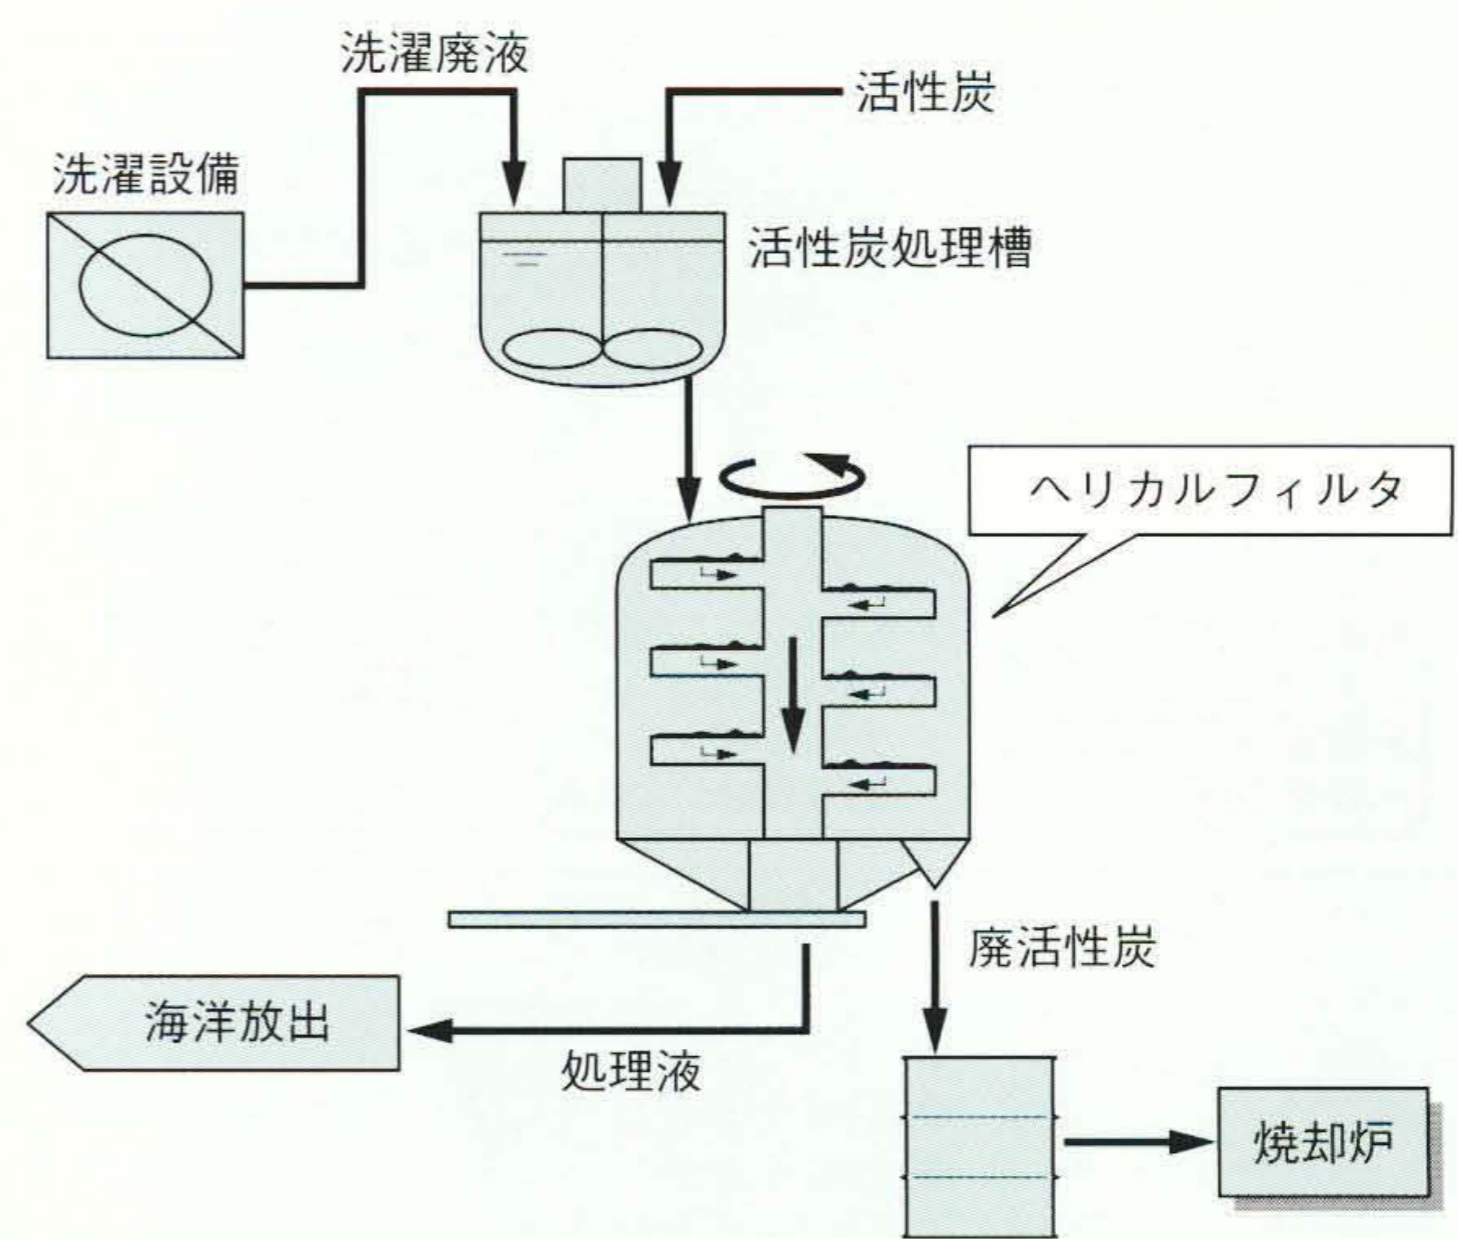 洗濯廃液
活性炭
洗濯設備
活性炭処理槽
ヘリカルフィルタ
廃活性炭
海洋放出
処理液
焼却炉